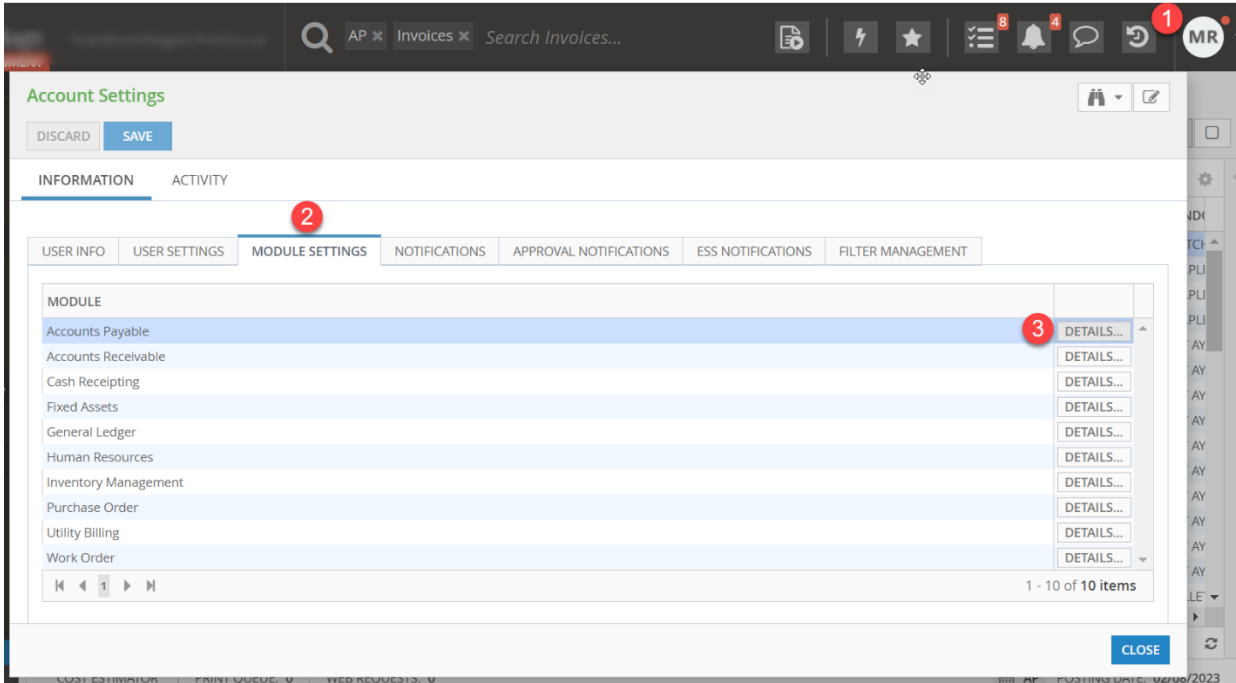 AP × Invoices × Search Invoices... 8 4 1 MR
Account Settings
DISCARD SAVE
INFORMATION ACTIVITY
2
USER INFO USER SETTINGS MODULE SETTINGS NOTIFICATIONS APPROVAL NOTIFICATIONS ESS NOTIFICATIONS FILTER MANAGEMENT
MODULE
Accounts Payable 3 DETAILS...
Accounts Receivable DETAILS...
Cash Receipting DETAILS...
Fixed Assets DETAILS...
General Ledger DETAILS...
Human Resources DETAILS...
Inventory Management DETAILS...
Purchase Order DETAILS...
Utility Billing DETAILS...
Work Order DETAILS...
1 1 - 10 of 10 items
CLOSE
COST ESTIMATOR PRINT QUEUE: 0 WEB REQUESTS: 0 AP POSTING DATE: 02/08/2023